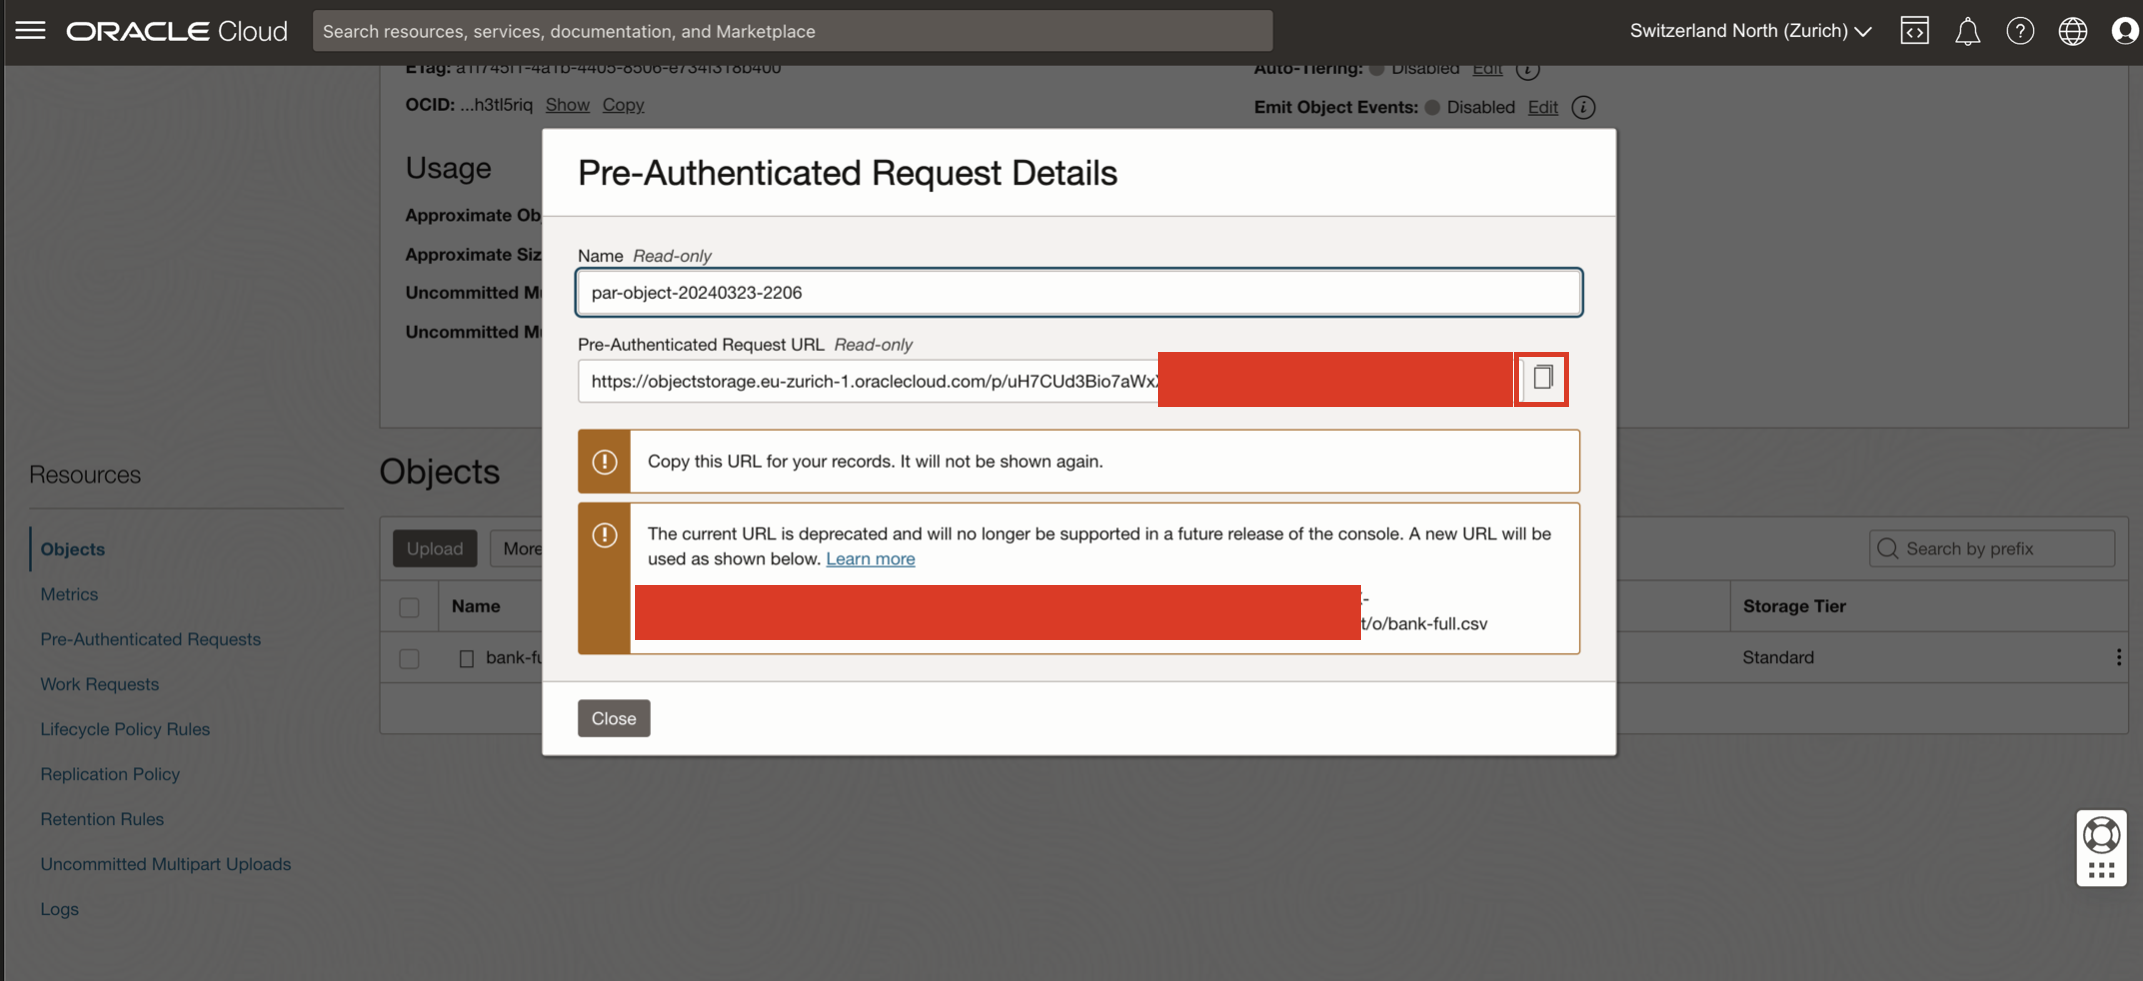 ORACLE Cloud
Search resources, services, documentation, and Marketplace
Switzerland North (Zurich)
ETag: a1f745f1-4a1b-4405-8506-e734f318b400
Auto-Tiering: Disabled Edit
OCID: ...h3tl5riq Show Copy
Emit Object Events: Disabled Edit
Usage
Approximate Ob
Approximate Siz
Uncommitted M
Uncommitted M
Pre-Authenticated Request Details
Name Read-only
par-object-20240323-2206
Pre-Authenticated Request URL Read-only
https://objectstorage.eu-zurich-1.oraclecloud.com/p/uH7CUd3Bio7aWx
Copy this URL for your records. It will not be shown again.
The current URL is deprecated and will no longer be supported in a future release of the console. A new URL will be
used as shown below. Learn more
t/o/bank-full.csv
Close
Resources
Objects
Metrics
Pre-Authenticated Requests
Work Requests
Lifecycle Policy Rules
Replication Policy
Retention Rules
Uncommitted Multipart Uploads
Logs
Objects
Upload
More
Search by prefix
Name
Storage Tier
bank-fu
Standard